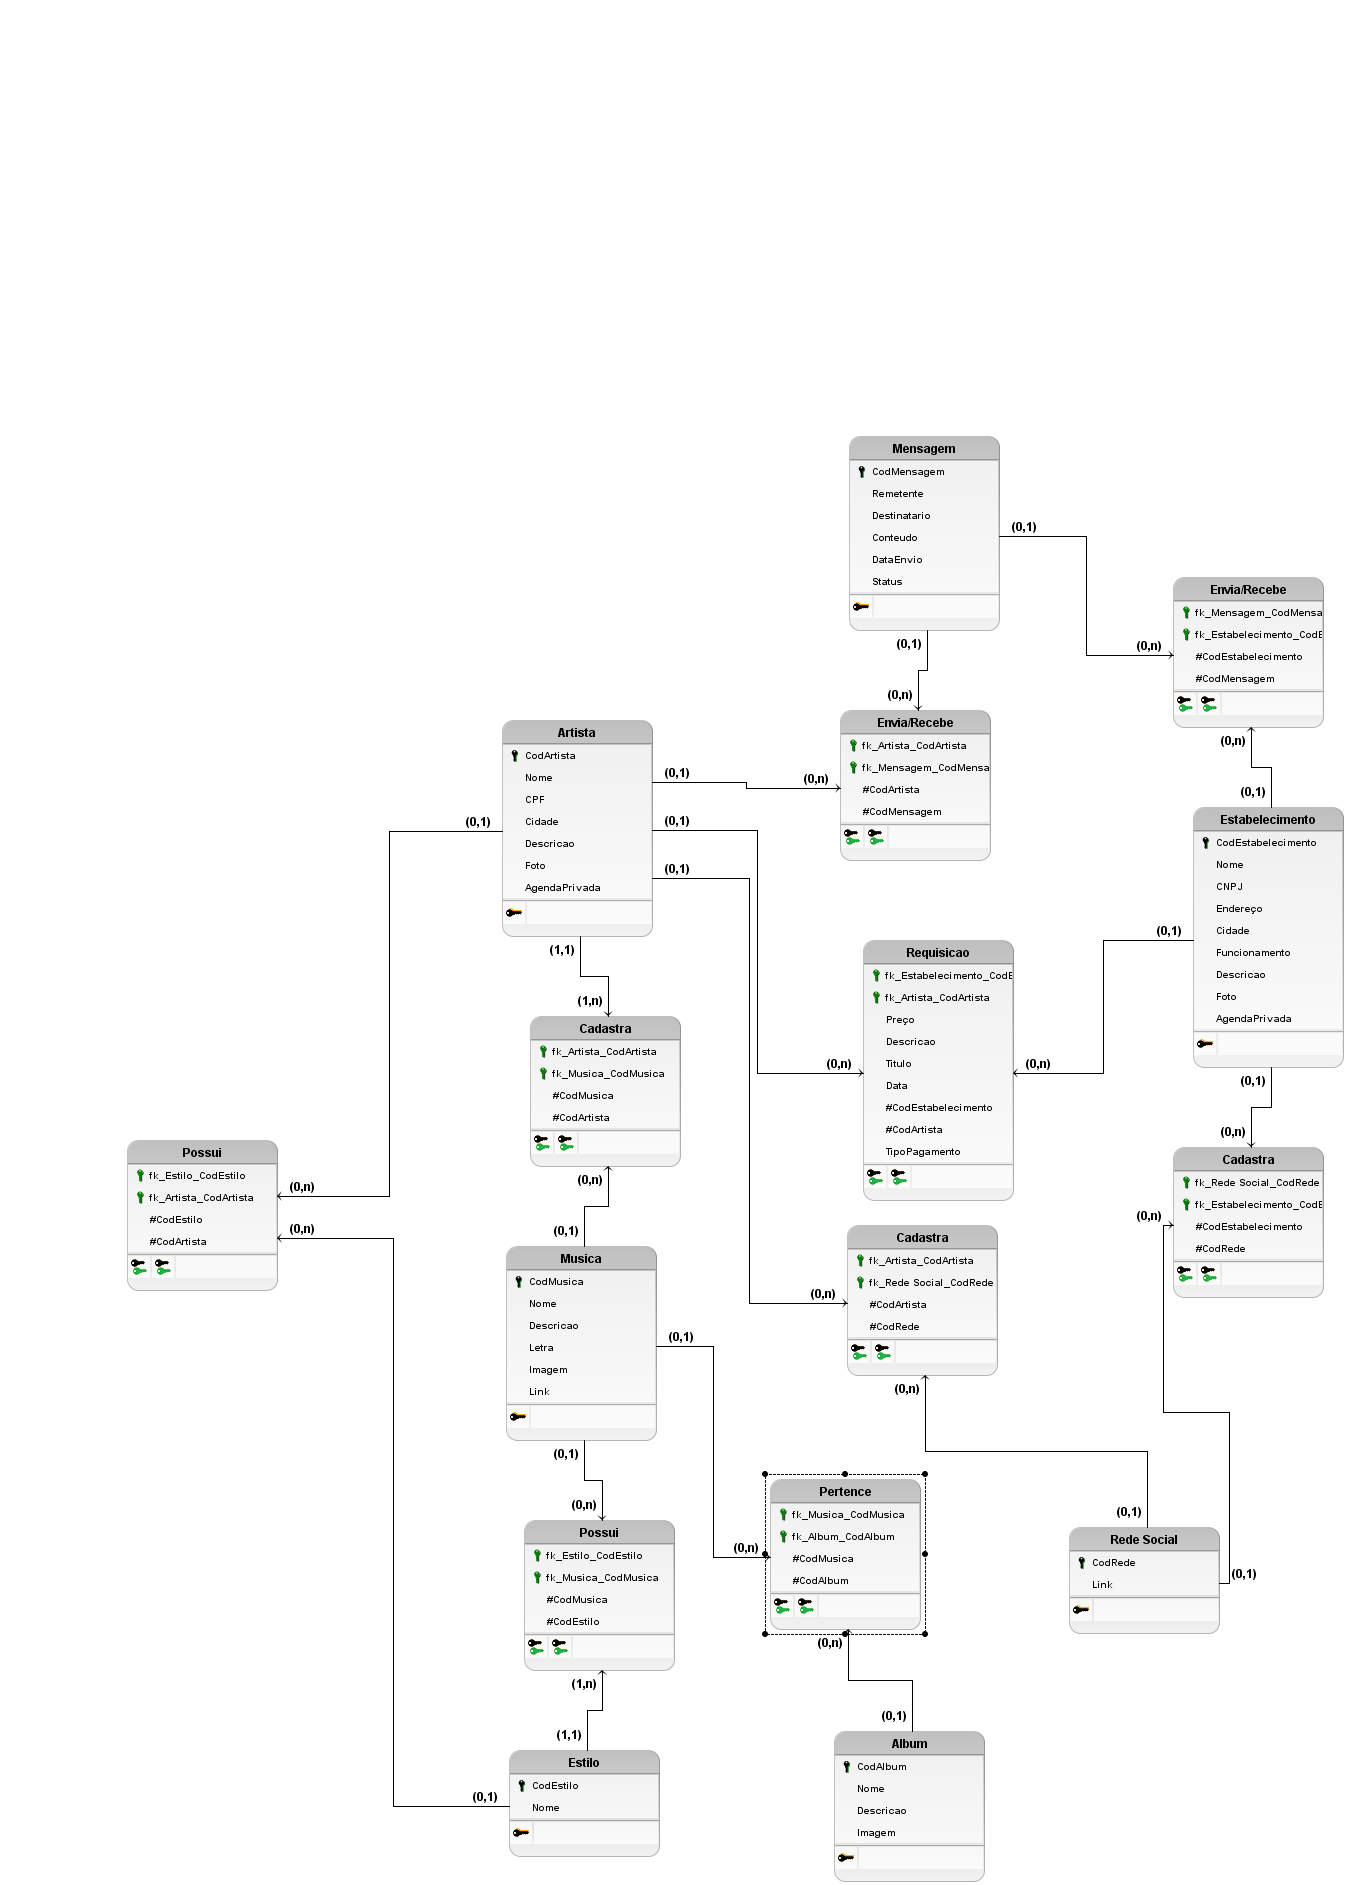 Mensagem
CodMensagem
Remetente
Destinatario
Conteudo
DataEnvio
Status
(0,1)
(0,n)
(0,1)
(0,n)
Envia/Recebe
fk_Mensagem_CodMensa
fk_Estabelecimento_CodE
#CodEstabelecimento
#CodMensagem
(0,n)
(0,1)
Envia/Recebe
fk_Artista_CodArtista
fk_Mensagem_CodMensa
#CodArtista
#CodMensagem
Artista
CodArtista
Nome
CPF
Cidade
Descricao
Foto
AgendaPrivada
(0,1)
(0,n)
(0,1)
(0,1)
(0,1)
(1,1)
(1,n)
Estabelecimento
CodEstabelecimento
Nome
CNPJ
Endereço
Cidade
Funcionamento
Descricao
Foto
AgendaPrivada
(0,1)
(0,1)
(0,n)
Requisicao
fk_Estabelecimento_CodE
fk_Artista_CodArtista
Preço
Descricao
Titulo
Data
#CodEstabelecimento
#CodArtista
TipoPagamento
(0,n)
(0,n)
Cadastra
fk_Artista_CodArtista
fk_Musica_CodMusica
#CodMusica
#CodArtista
(0,n)
(0,1)
Possui
fk_Estilo_CodEstilo
fk_Artista_CodArtista
#CodEstilo
#CodArtista
(0,n)
(0,n)
Cadastra
fk_Rede Social_CodRede
fk_Estabelecimento_CodE
#CodEstabelecimento
#CodRede
(0,n)
Cadastra
fk_Artista_CodArtista
fk_Rede Social_CodRede
#CodArtista
#CodRede
(0,n)
(0,n)
Musica
CodMusica
Nome
Descricao
Letra
Imagem
Link
(0,1)
(0,1)
(0,n)
Pertence
fk_Musica_CodMusica
fk_Album_CodAlbum
#CodMusica
#CodAlbum
(0,n)
(0,n)
(0,1)
Rede Social
CodRede
Link
(0,1)
(0,1)
Possui
fk_Estilo_CodEstilo
fk_Musica_CodMusica
#CodMusica
#CodEstilo
(1,n)
(1,1)
Estilo
CodEstilo
Nome
(0,1)
Album
CodAlbum
Nome
Descricao
Imagem